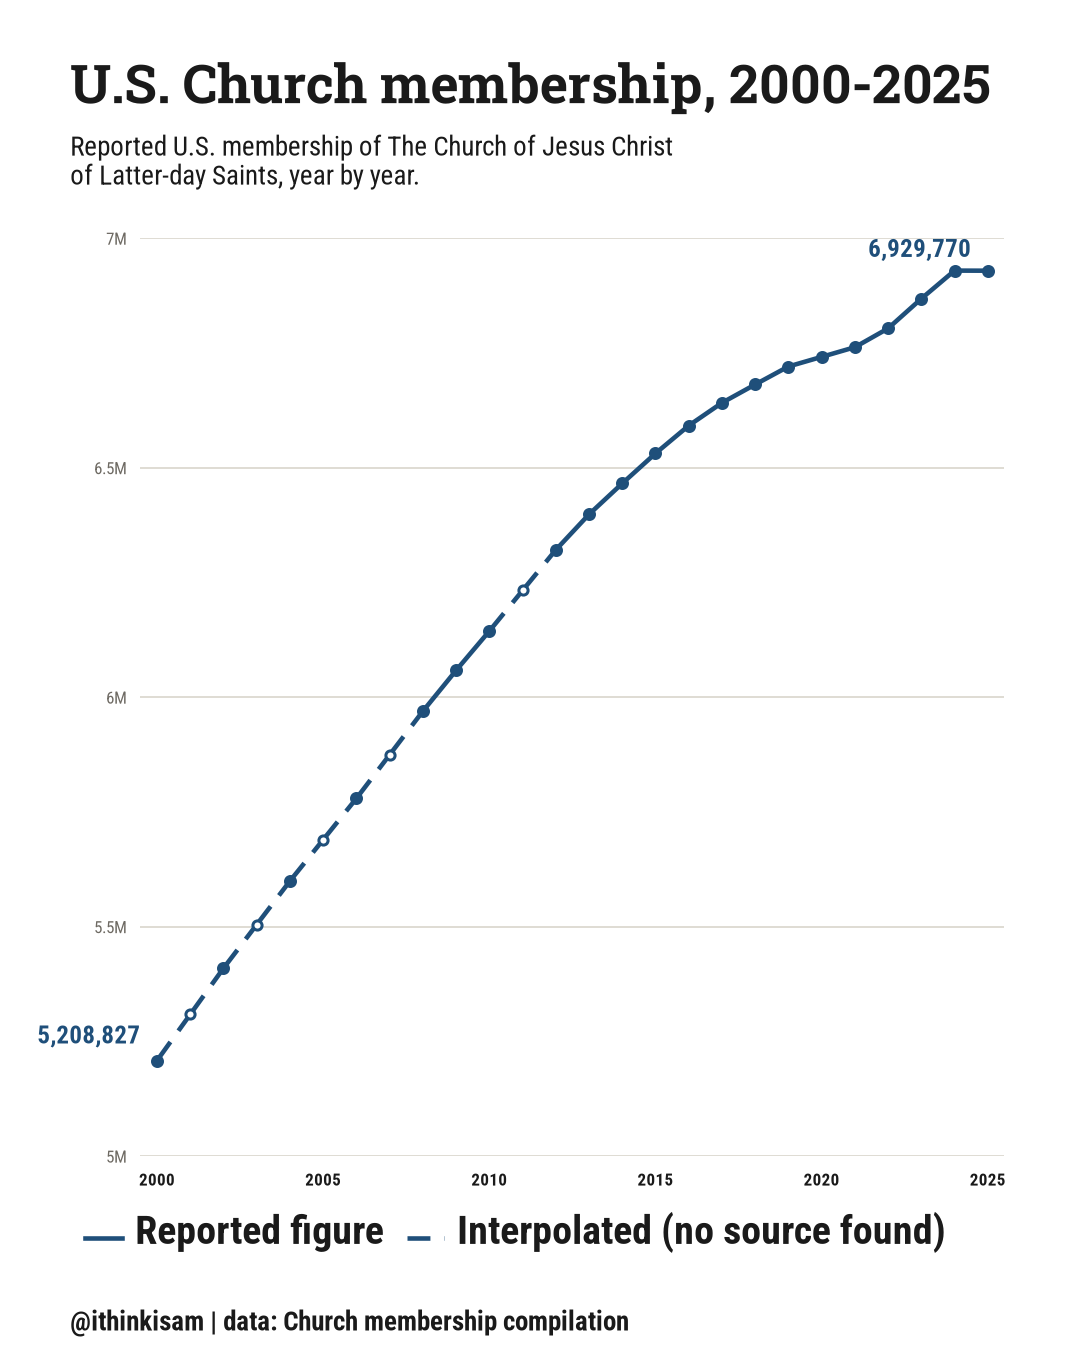 U.S. Church membership, 2000-2025
Reported U.S. membership of The Church of Jesus Christ
of Latter-day Saints, year by year.
7M
6,929,770
6.5M
6M
5.5M
5,208,827
5M
2000 2005 2010 2015 2020 2025
Reported figure Interpolated (no source found)
@ithinkisam | data: Church membership compilation